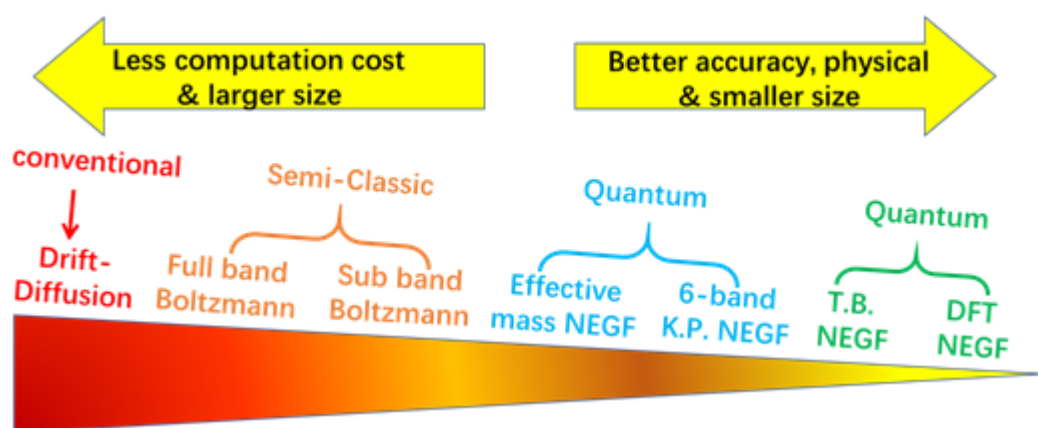 Less computation cost
& larger size
Better accuracy, physical
& smaller size
conventional
Semi-Classic
Quantum
Quantum
Drift-
Diffusion
Full band
Boltzmann
Sub band
Boltzmann
Effective
mass NEGF
6-band
K.P. NEGF
T.B.
NEGF
DFT
NEGF